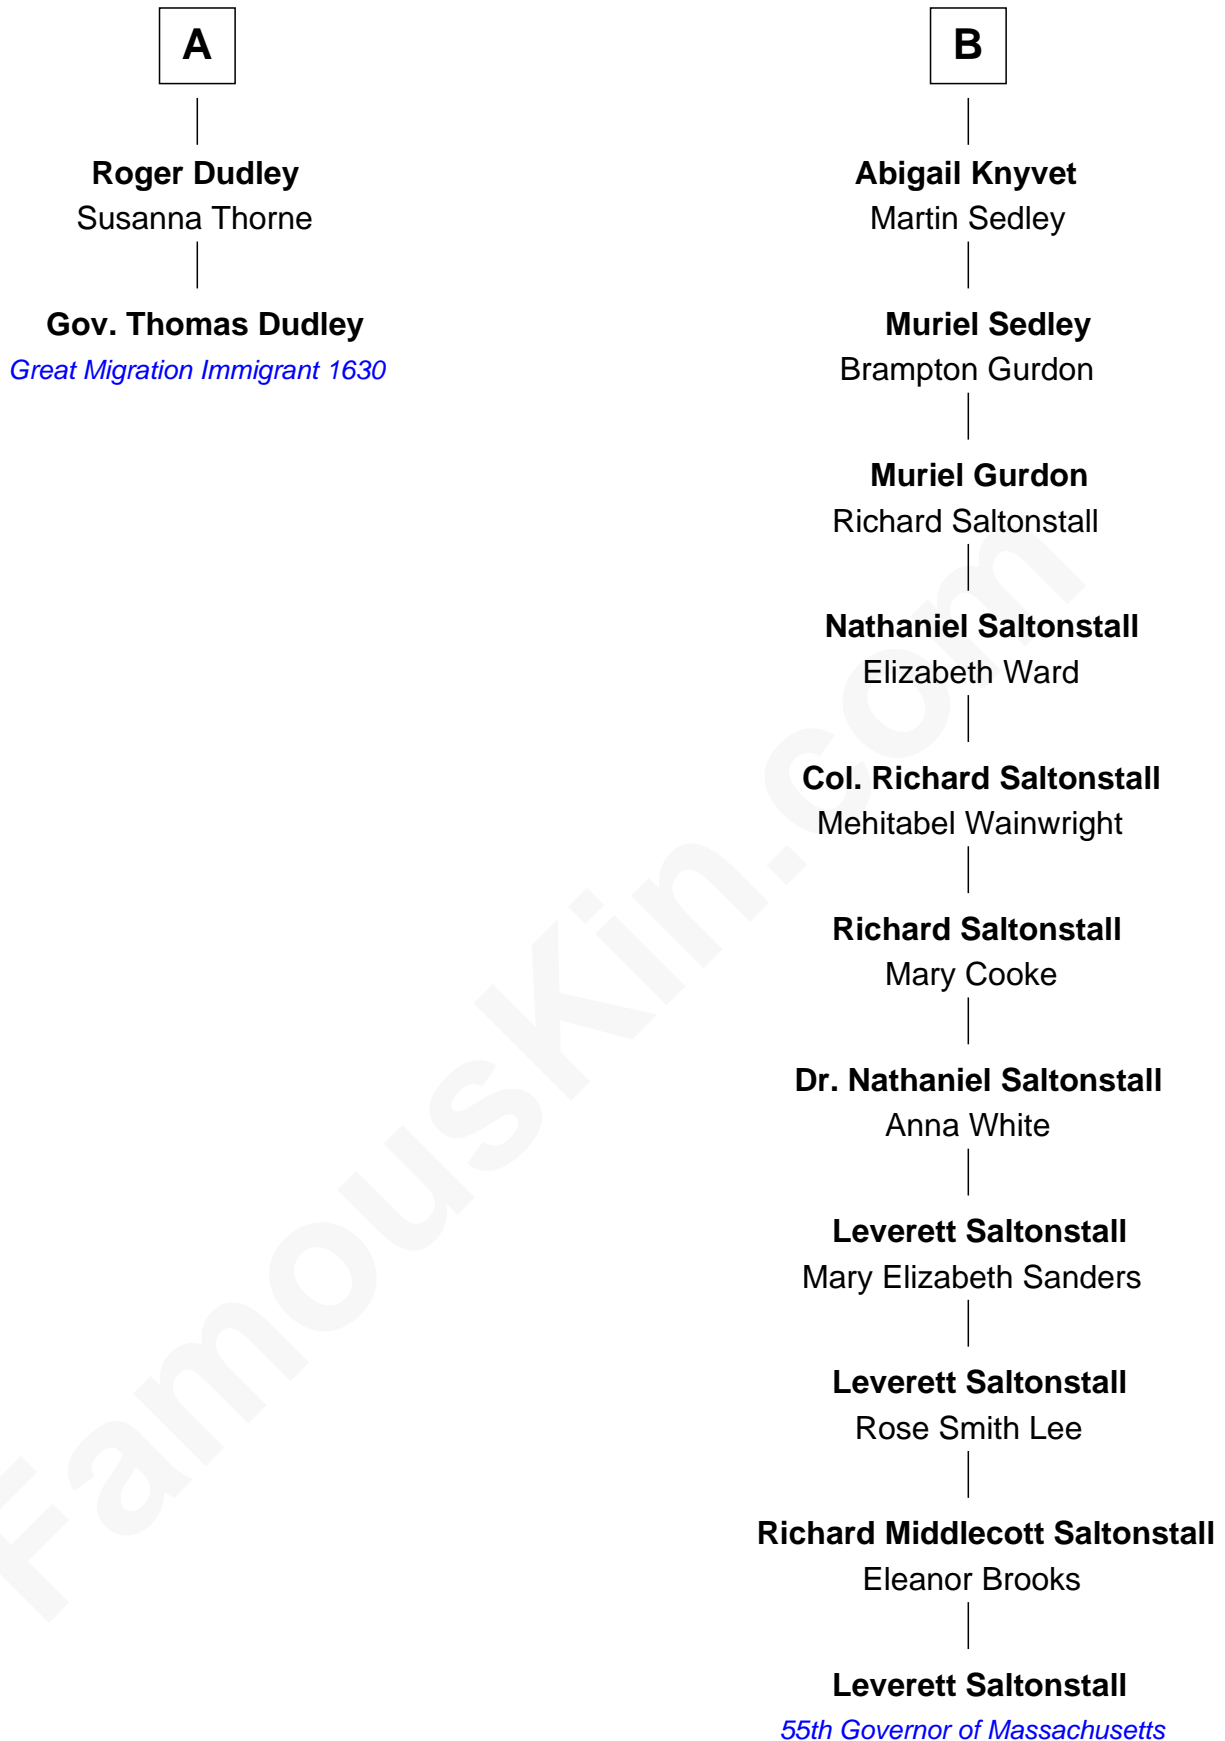 A
Roger Dudley
Susanna Thorne
Gov. Thomas Dudley
Great Migration Immigrant 1630
B
Abigail Knyvet
Martin Sedley
Muriel Sedley
Brampton Gurdon
Muriel Gurdon
Richard Saltonstall
Nathaniel Saltonstall
Elizabeth Ward
Col. Richard Saltonstall
Mehitabel Wainwright
Richard Saltonstall
Mary Cooke
Dr. Nathaniel Saltonstall
Anna White
Leverett Saltonstall
Mary Elizabeth Sanders
Leverett Saltonstall
Rose Smith Lee
Richard Middlecott Saltonstall
Eleanor Brooks
Leverett Saltonstall
55th Governor of Massachusetts
FamousKin.com